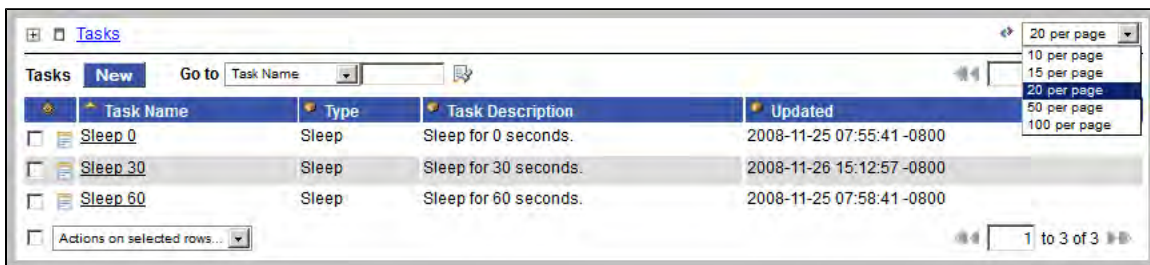 Tasks
20 per page
10 per page
15 per page
20 per page
50 per page
100 per page
Tasks New Go to Task Name
Task Name Type Task Description Updated
Sleep 0 Sleep Sleep for 0 seconds. 2008-11-25 07:55:41 -0800
Sleep 30 Sleep Sleep for 30 seconds. 2008-11-26 15:12:57 -0800
Sleep 60 Sleep Sleep for 60 seconds. 2008-11-25 07:58:41 -0800
Actions on selected rows... 1 to 3 of 3